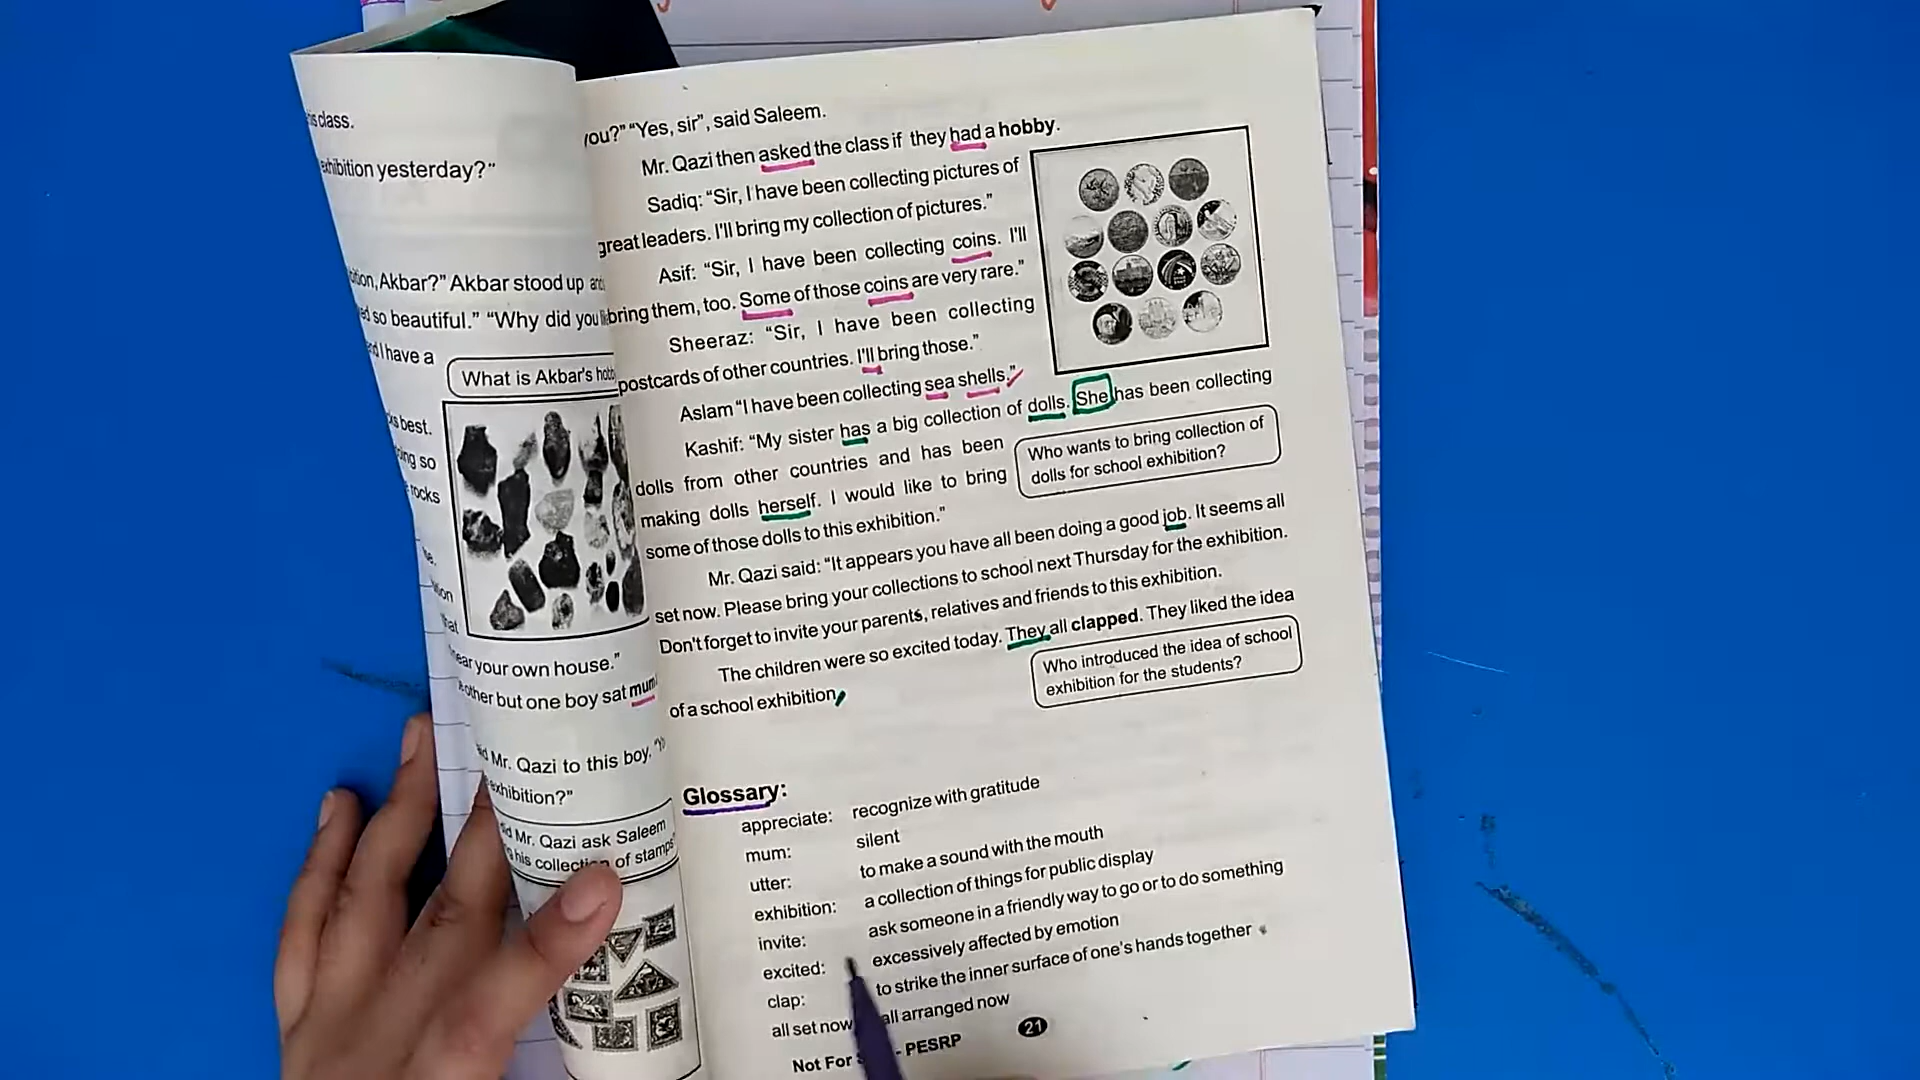 is class.
exhibition yesterday?"
Akbar?" Akbar stood up and
so beautiful." "Why did you
and I have a
What is Akbar's
best.
so
rocks
near your own house."
other but one boy sat mum.
Mr. Qazi to this boy.
exhibition?"
Mr. Qazi ask Saleem
his collection of stamps
you?" "Yes, sir", said Saleem.
Mr. Qazi then asked the class if they had a hobby.
Sadiq: "Sir, I have been collecting pictures of
great leaders. I'll bring my collection of pictures."
Asif: "Sir, I have been collecting coins. I'll
bring them, too. Some of those coins are very rare."
Sheeraz: "Sir, I have been collecting
postcards of other countries. I'll bring those."
Aslam "I have been collecting sea shells."
Kashif: "My sister has a big collection of dolls. She has been collecting
dolls from other countries and has been
making dolls herself. I would like to bring
some of those dolls to this exhibition."
Who wants to bring collection of
dolls for school exhibition?
Mr. Qazi said: "It appears you have all been doing a good job. It seems all
set now. Please bring your collections to school next Thursday for the exhibition.
Don't forget to invite your parents, relatives and friends to this exhibition.
The children were so excited today. They all clapped. They liked the idea
of a school exhibition
Who introduced the idea of school
exhibition for the students?
Glossary:
appreciate: recognize with gratitude
mum: silent
utter: to make a sound with the mouth
exhibition: a collection of things for public display
invite: ask someone in a friendly way to go or to do something
excited: excessively affected by emotion
clap: to strike the inner surface of one's hands together
all set now all arranged now
21
Not For - PESRP